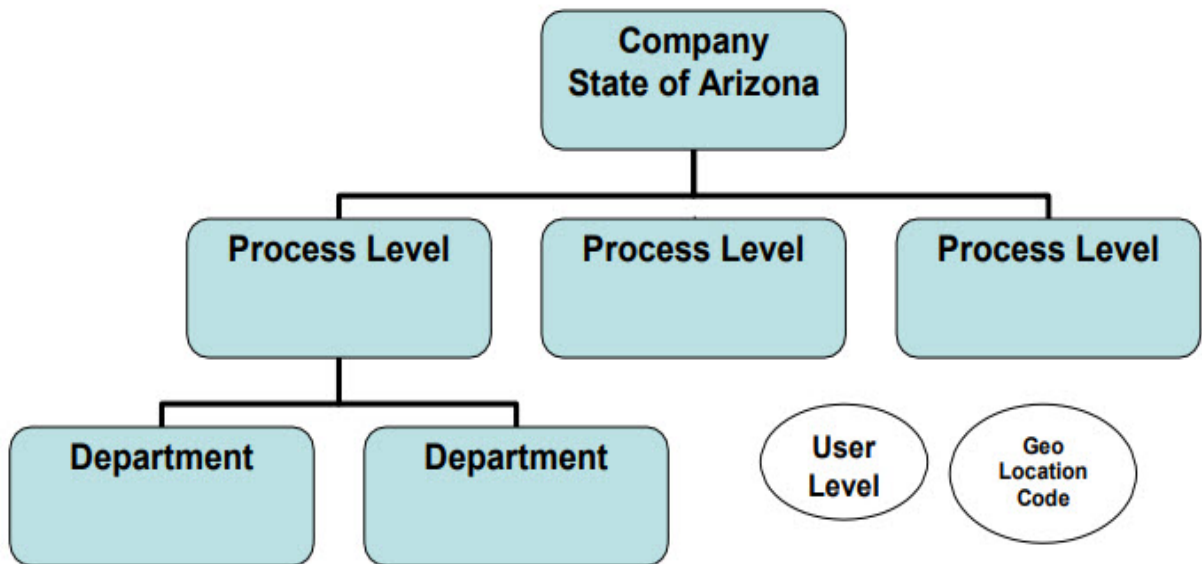 Company
State of Arizona
Process Level
Process Level
Process Level
Department
Department
User
Level
Geo
Location
Code